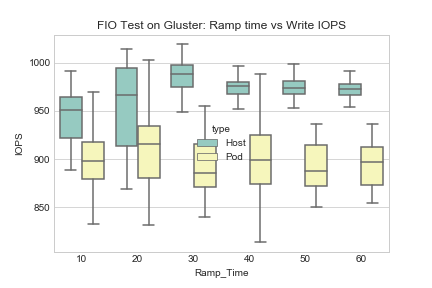 FIO Test on Gluster: Ramp time vs Write IOPS
1000
950
900
850
IOPS
type
Host
Pod
10 20 30 40 50 60
Ramp_Time